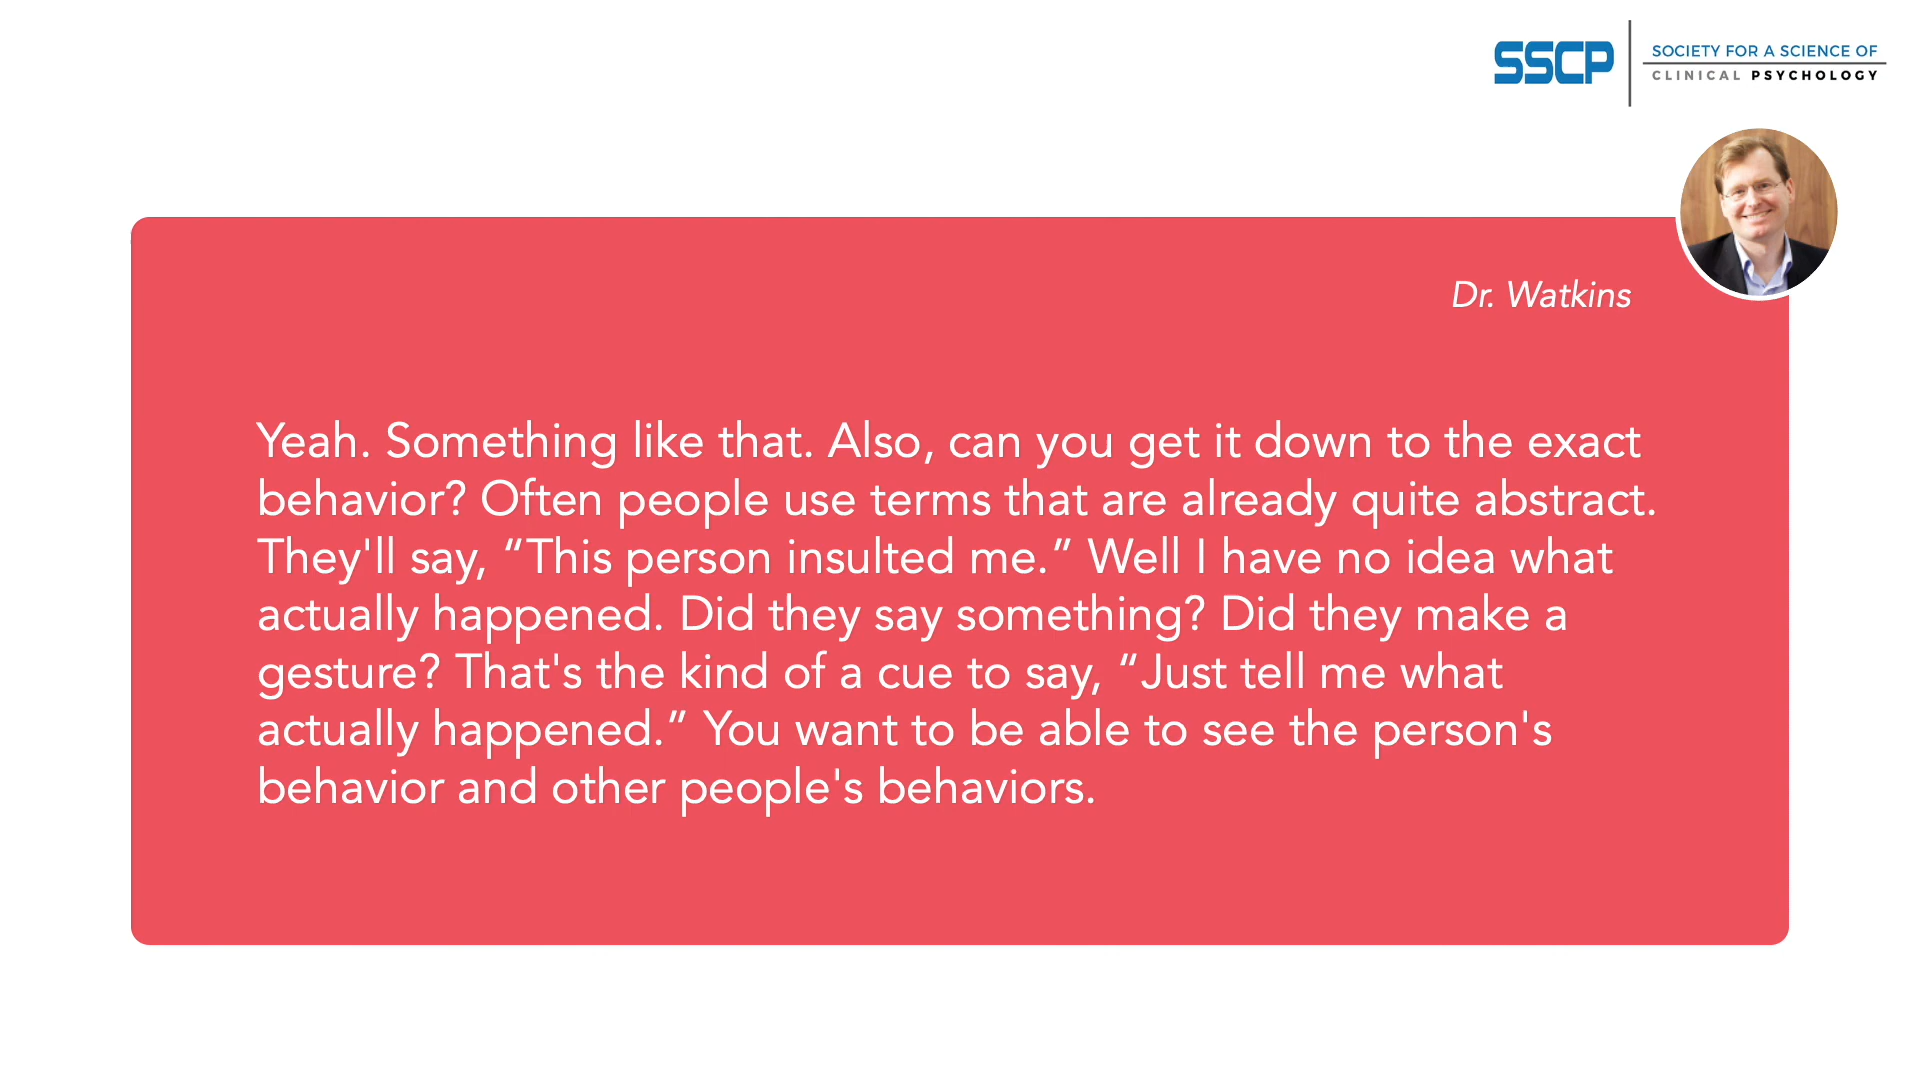 SSCP
SOCIETY FOR A SCIENCE OF
CLINICAL PSYCHOLOGY
Dr. Watkins
Yeah. Something like that. Also, can you get it down to the exact
behavior? Often people use terms that are already quite abstract.
They'll say, “This person insulted me.” Well I have no idea what
actually happened. Did they say something? Did they make a
gesture? That's the kind of a cue to say, “Just tell me what
actually happened.” You want to be able to see the person's
behavior and other people's behaviors.